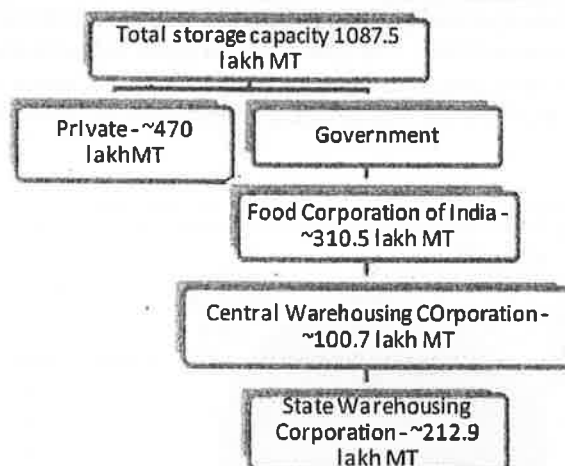 Total storage capacity 1087.5
lakh MT
Private - ~470
lakhMT
Government
Food Corporation of India -
~310.5 lakh MT
Central Warehousing COrporation -
~100.7 lakh MT
State Warehousing
Corporation - ~212.9
lakh MT